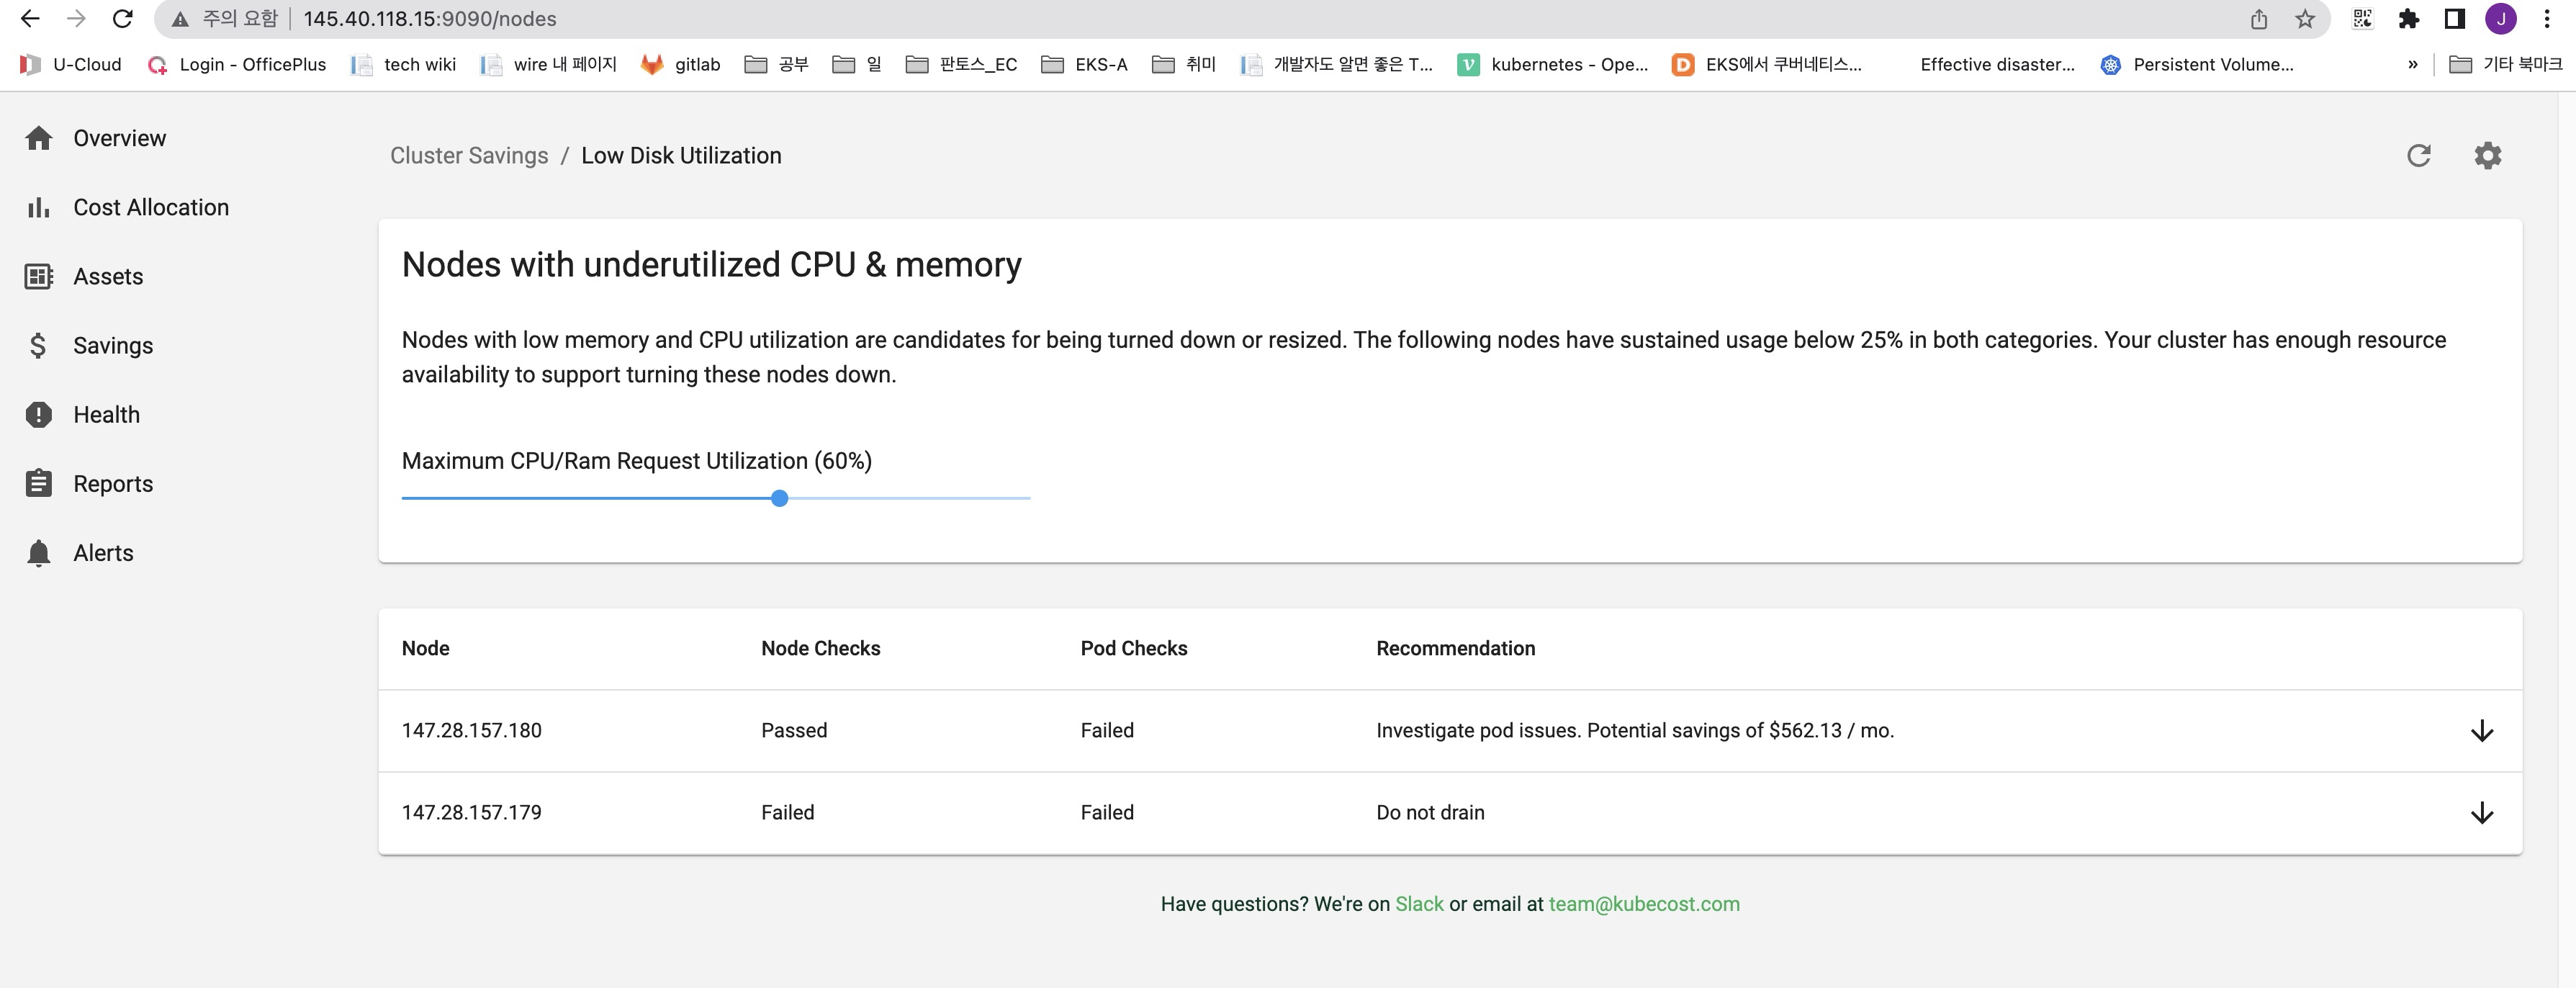 주의 요함 145.40.118.15:9090/nodes J
U-Cloud Login - OfficePlus tech wiki wire 내 페이지 gitlab 공부 일 판토스_EC EKS-A 취미 개발자도 알면 좋은 T... kubernetes - Ope... EKS에서 쿠버네티스... Effective disaster... Persistent Volume... » 기타 북마크
Overview
Cost Allocation
Assets
Savings
Health
Reports
Alerts
Cluster Savings / Low Disk Utilization
Nodes with underutilized CPU & memory
Nodes with low memory and CPU utilization are candidates for being turned down or resized. The following nodes have sustained usage below 25% in both categories. Your cluster has enough resource
availability to support turning these nodes down.
Maximum CPU/Ram Request Utilization (60%)
Node Node Checks Pod Checks Recommendation
147.28.157.180 Passed Failed Investigate pod issues. Potential savings of $562.13 / mo.
147.28.157.179 Failed Failed Do not drain
Have questions? We're on Slack or email at team@kubecost.com